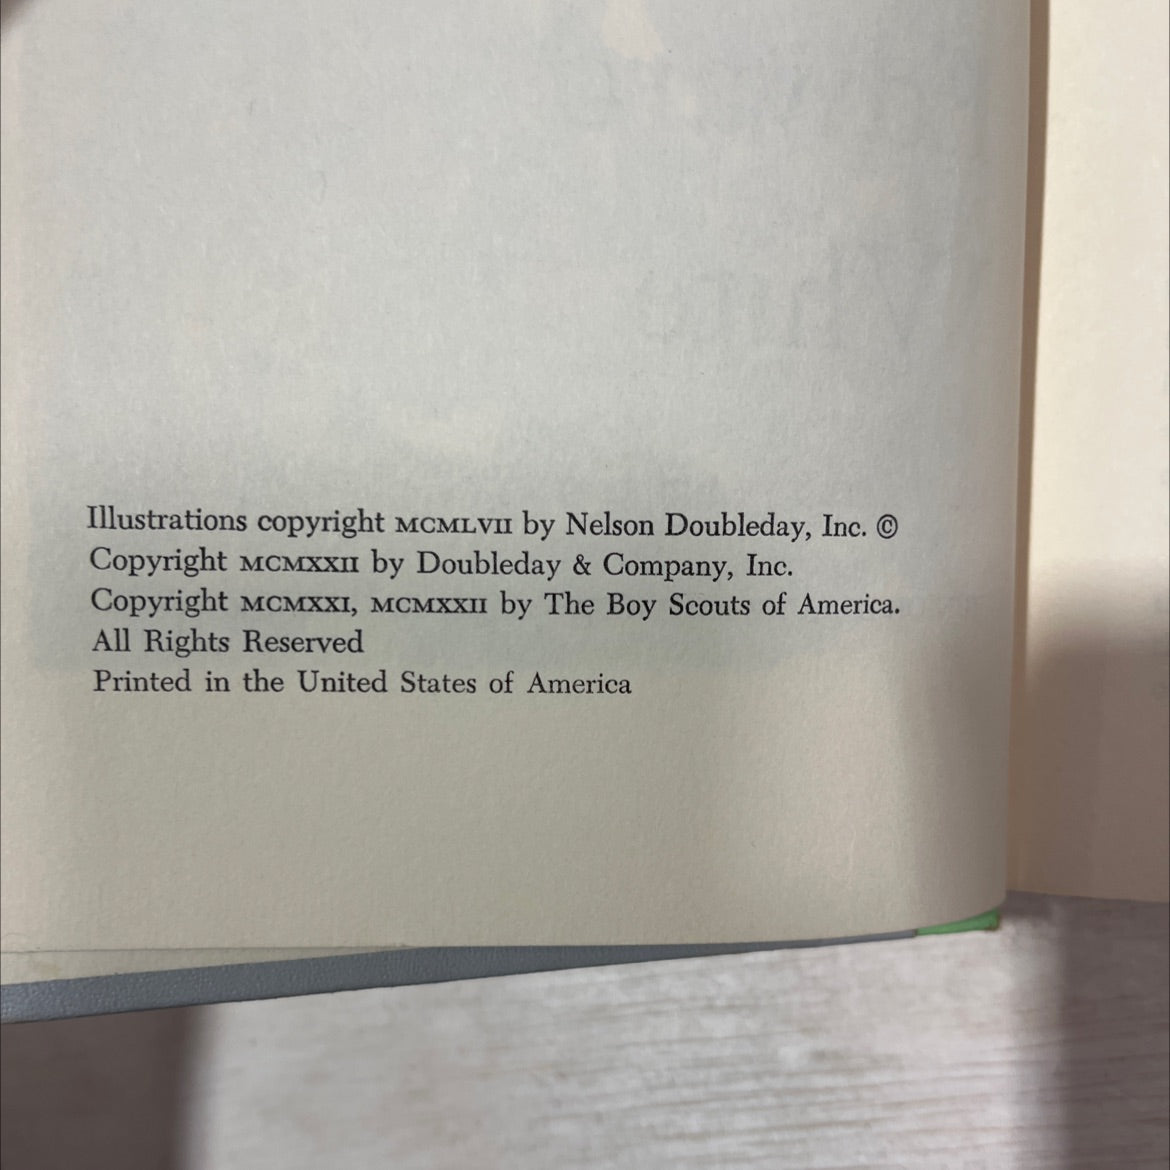 Illustrations copyright MCMLVII by Nelson Doubleday, Inc. ©
Copyright MCMXXII by Doubleday & Company, Inc.
Copyright MCMXXI, MCMXXII by The Boy Scouts of America.
All Rights Reserved
Printed in the United States of America